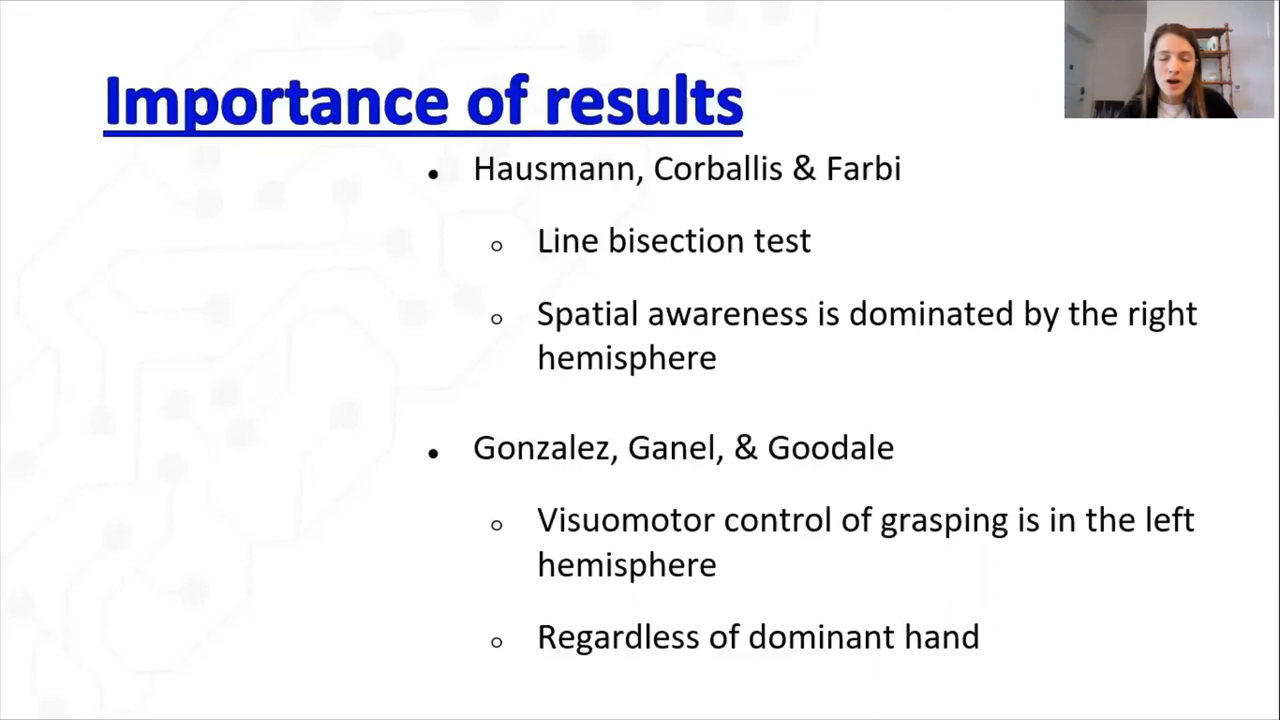 Importance of results
Hausmann, Corballis & Farbi
Line bisection test
Spatial awareness is dominated by the right
hemisphere
Gonzalez, Ganel, & Goodale
Visuomotor control of grasping is in the left
hemisphere
Regardless of dominant hand